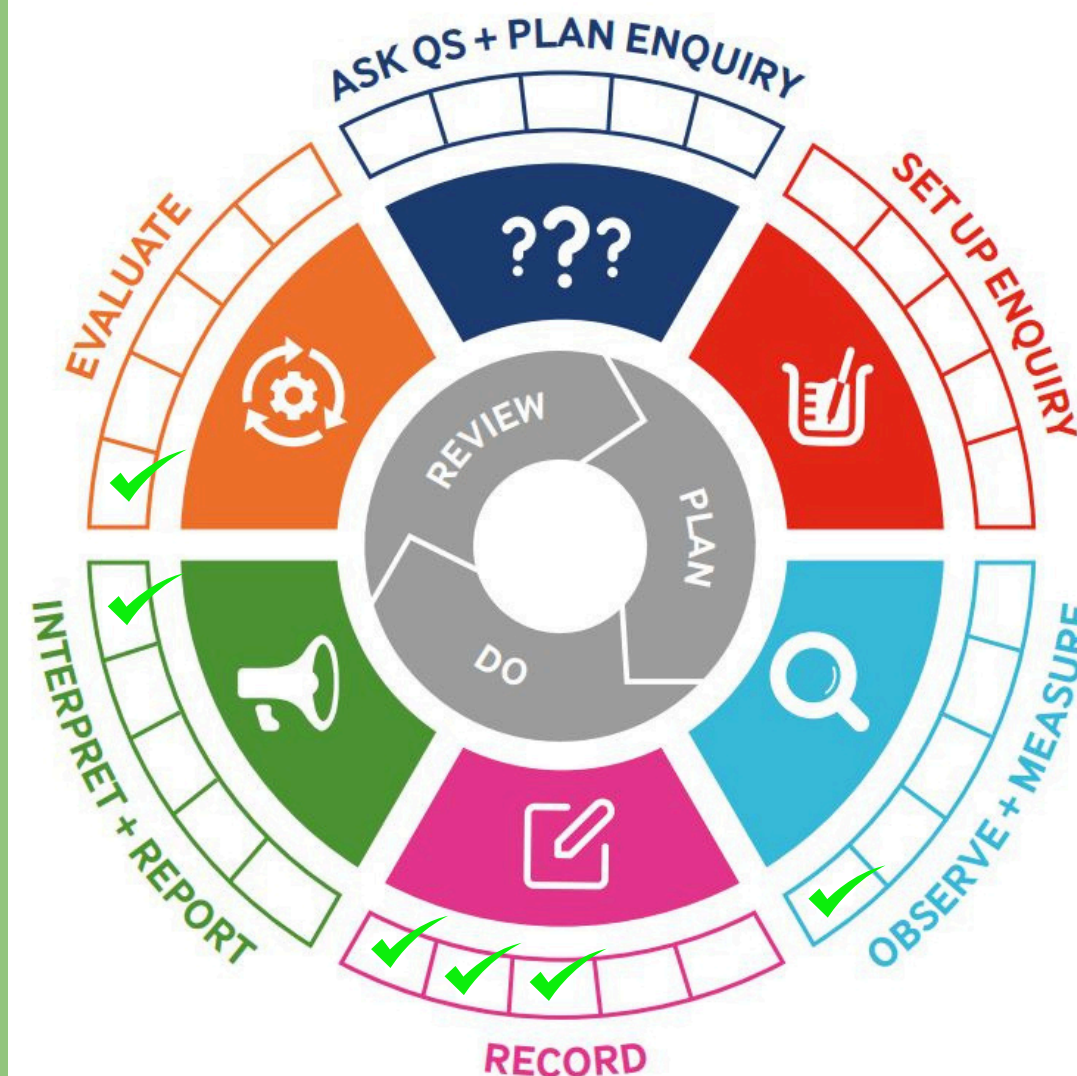 ASK QS + PLAN ENQUIRY
???
SET UP ENQUIRY
OBSERVE + MEASURE
RECORD
INTERPRET + REPORT
EVALUATE
REVIEW
PLAN
DO